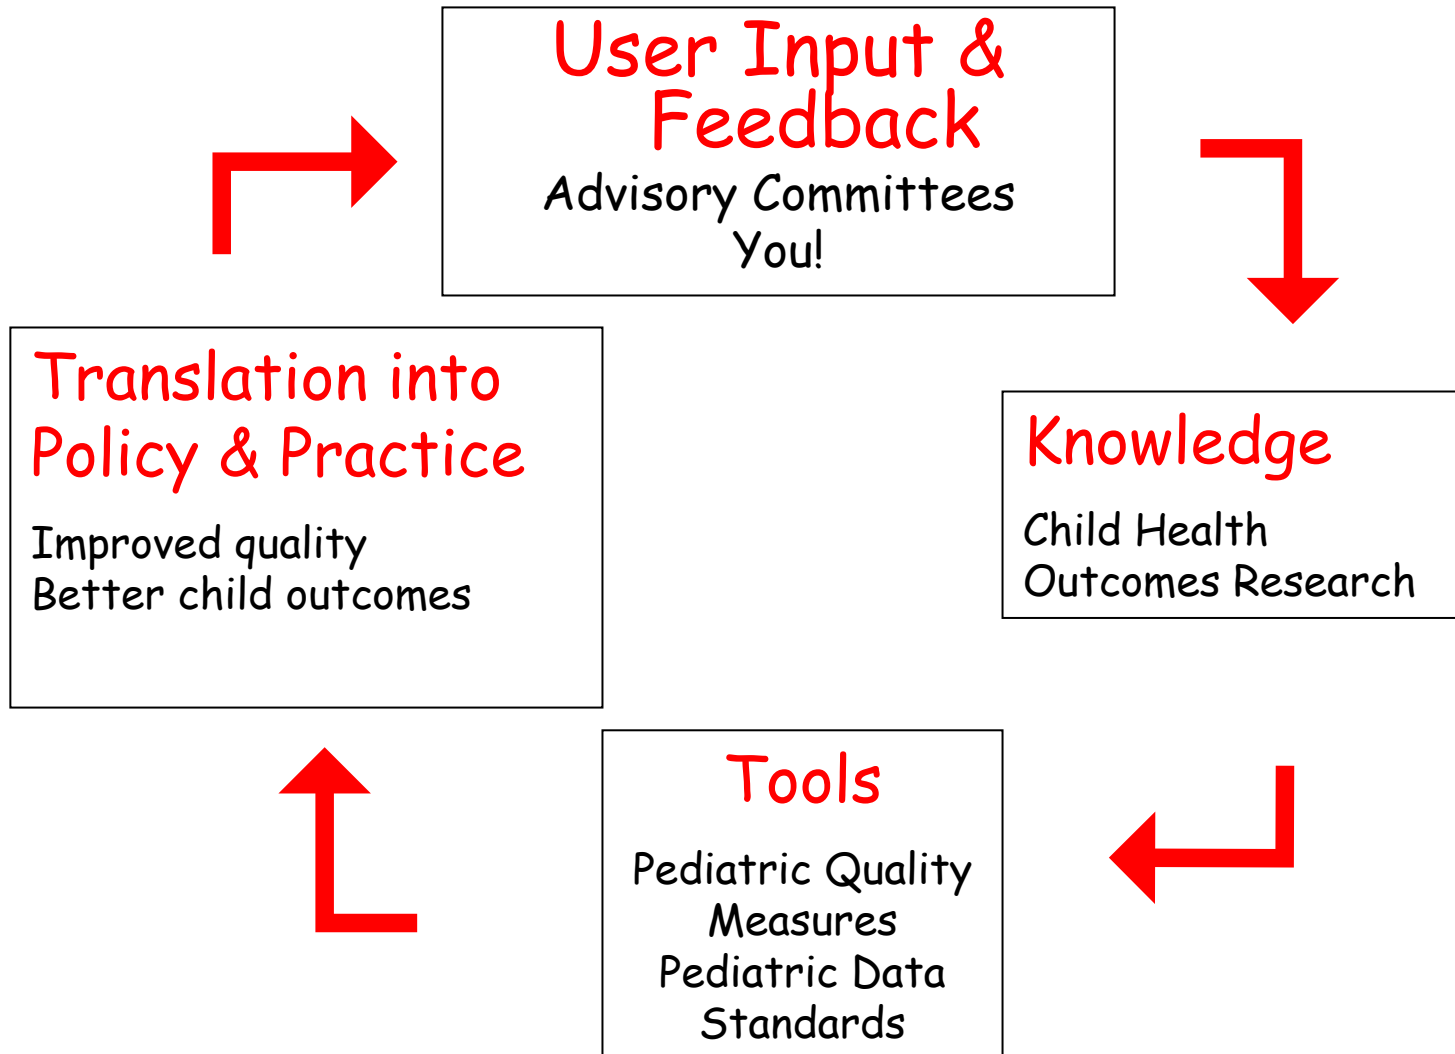 User Input &
Feedback
Advisory Committees
You!
Translation into
Policy & Practice
Improved quality
Better child outcomes
Knowledge
Child Health
Outcomes Research
Tools
Pediatric Quality
Measures
Pediatric Data
Standards